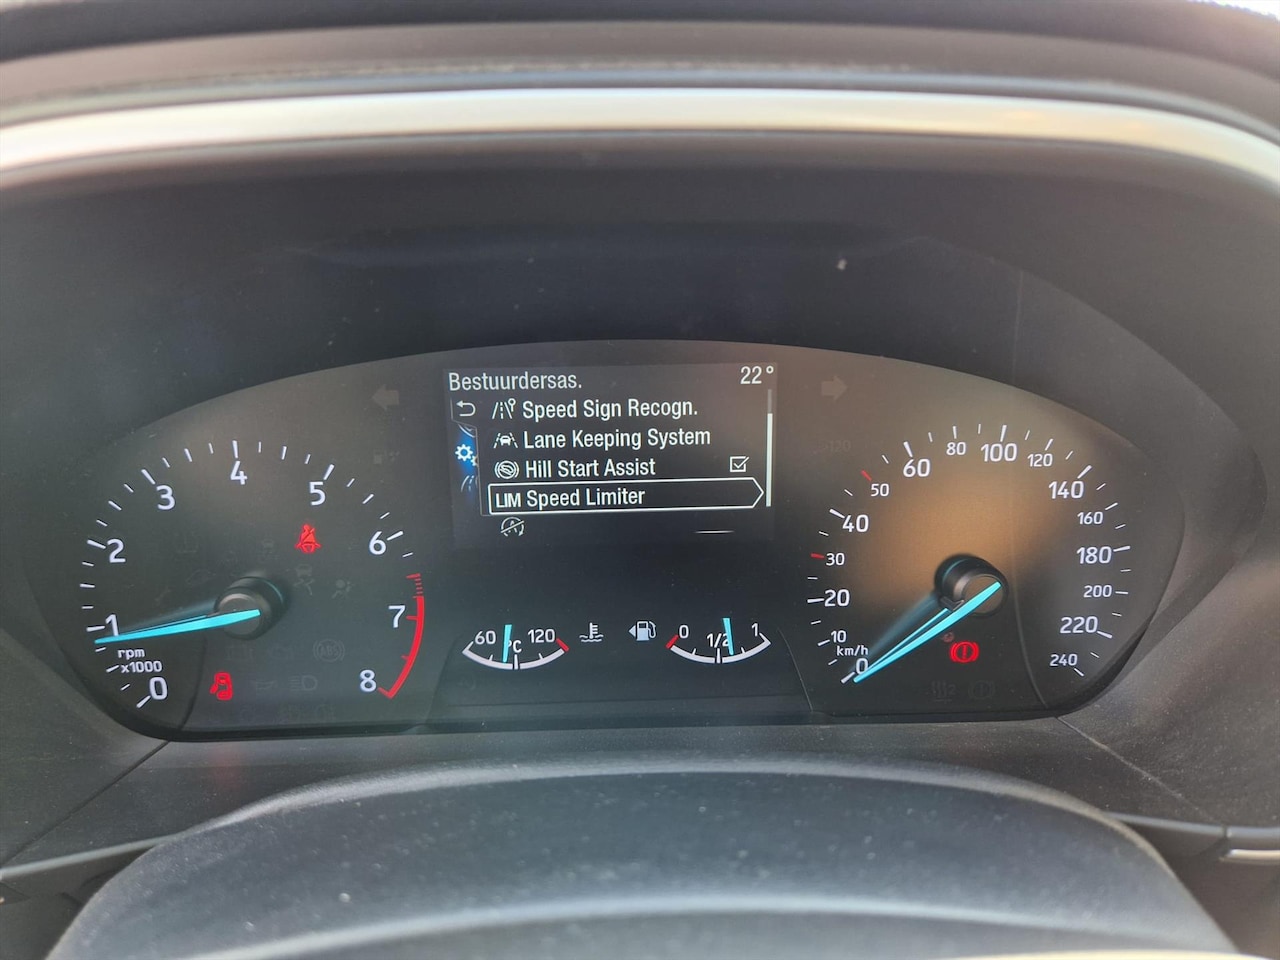 Bestuurdersas. 22°
Speed Sign Recogn.
Lane Keeping System
Hill Start Assist
LIM Speed Limiter
0
1
2
3
4
5
6
7
8
rpm
x1000
60 °C 120
0 1/2 1
0
10
20
30
40
50
60
80
100
120
140
160
180
200
220
240
km/h
ABS